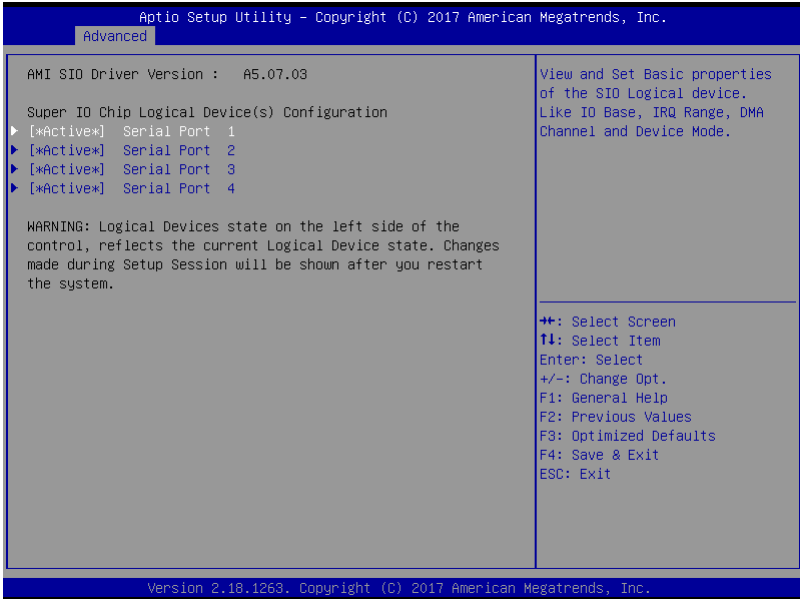 Aptio Setup Utility – Copyright (C) 2017 American Megatrends, Inc.
Advanced
AMI SIO Driver Version :   A5.07.03
Super IO Chip Logical Device(s) Configuration
[*Active*]  Serial Port  1
[*Active*]  Serial Port  2
[*Active*]  Serial Port  3
[*Active*]  Serial Port  4
WARNING: Logical Devices state on the left side of the
control, reflects the current Logical Device state. Changes
made during Setup Session will be shown after you restart
the system.
View and Set Basic properties
of the SIO Logical device.
Like IO Base, IRQ Range, DMA
Channel and Device Mode.
→←: Select Screen
↑↓: Select Item
Enter: Select
+/-: Change Opt.
F1: General Help
F2: Previous Values
F3: Optimized Defaults
F4: Save & Exit
ESC: Exit
Version 2.18.1263. Copyright (C) 2017 American Megatrends, Inc.